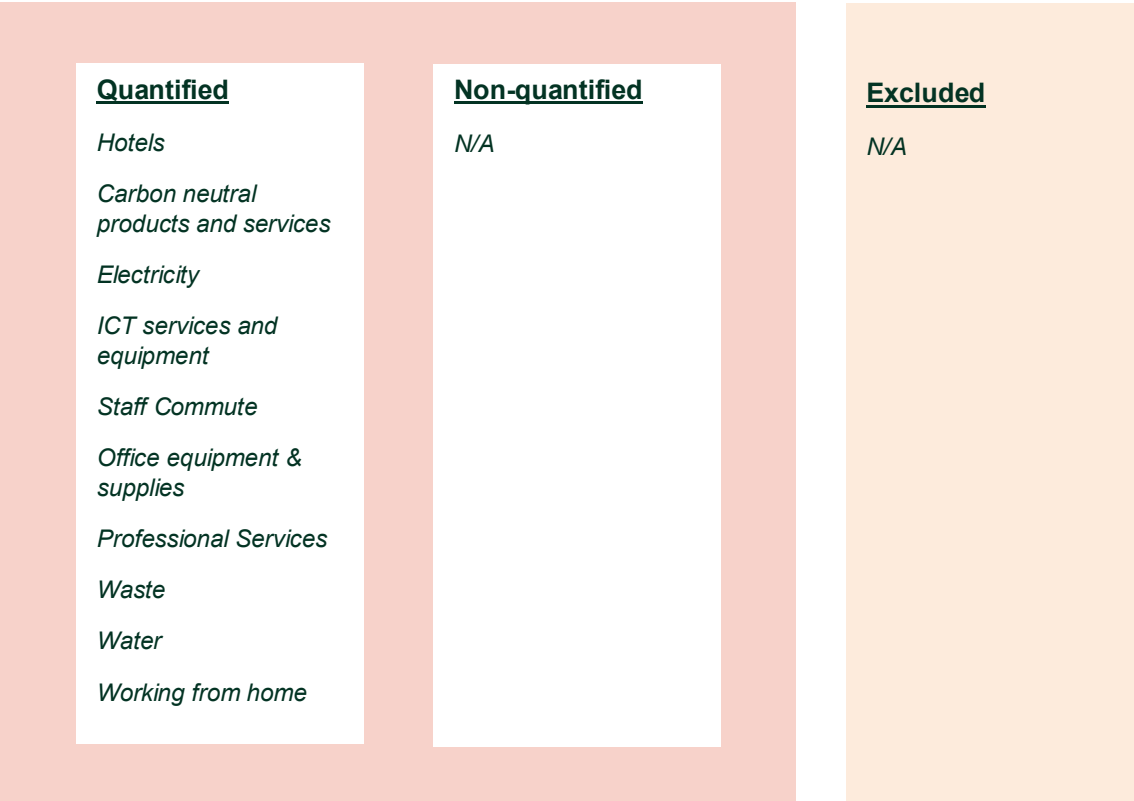 Quantified
Hotels
Carbon neutral
products and services
Electricity
ICT services and
equipment
Staff Commute
Office equipment &
supplies
Professional Services
Waste
Water
Working from home
Non-quantified
N/A
Excluded
N/A